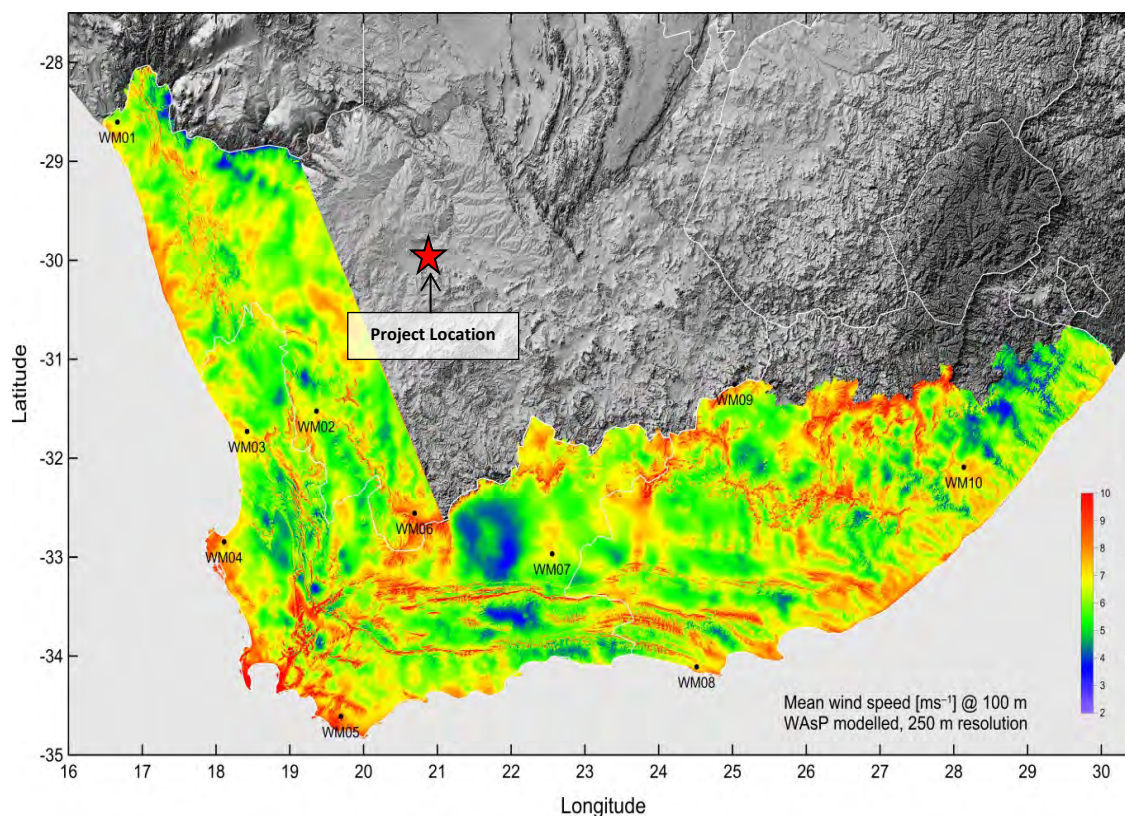 -28
WM01
-29
-30
Project Location
-31
WM09
WM02
WM03
-32
WM10
WM06
WM04
-33
WM07
-34
WM08
WM05
-35
Latitude
10
9
8
7
6
5
4
3
2
Mean wind speed [ms⁻¹] @ 100 m
WAsP modelled, 250 m resolution
16 17 18 19 20 21 22 23 24 25 26 27 28 29 30
Longitude